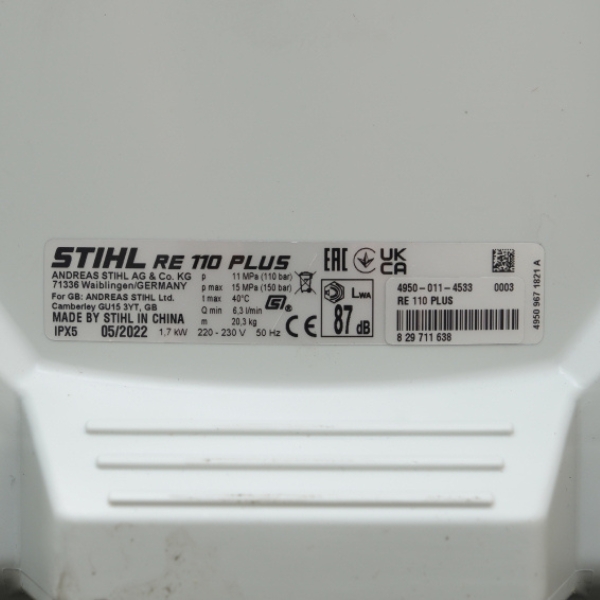 STIHL RE 110 PLUS
ANDREAS STIHL AG & Co. KG
71336 Waiblingen/GERMANY
For GB: ANDREAS STIHL Ltd.
Camberley GU15 3YT, GB
MADE BY STIHL IN CHINA
IPX5 05/2022 1,7 kW 220 - 230 V 50 Hz
p 11 MPa (110 bar)
p max 15 MPa (150 bar)
t max 40°C
Q min 6,3 l/min
m 20,3 kg
G®
CE
EAC
UK
CA
LWA
87 dB
4950-011-4533 0003
RE 110 PLUS
8 29 711 638
4950 967 1821 A